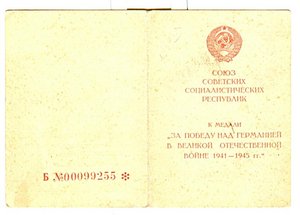 СОЮЗ
СОВЕТСКИХ
СОЦИАЛИСТИЧЕСКИХ
РЕСПУБЛИК
К МЕДАЛИ
"ЗА ПОБЕДУ НАД ГЕРМАНИЕЙ
В ВЕЛИКОЙ ОТЕЧЕСТВЕННОЙ
ВОЙНЕ 1941—1945 гг."
Б №00099255 *